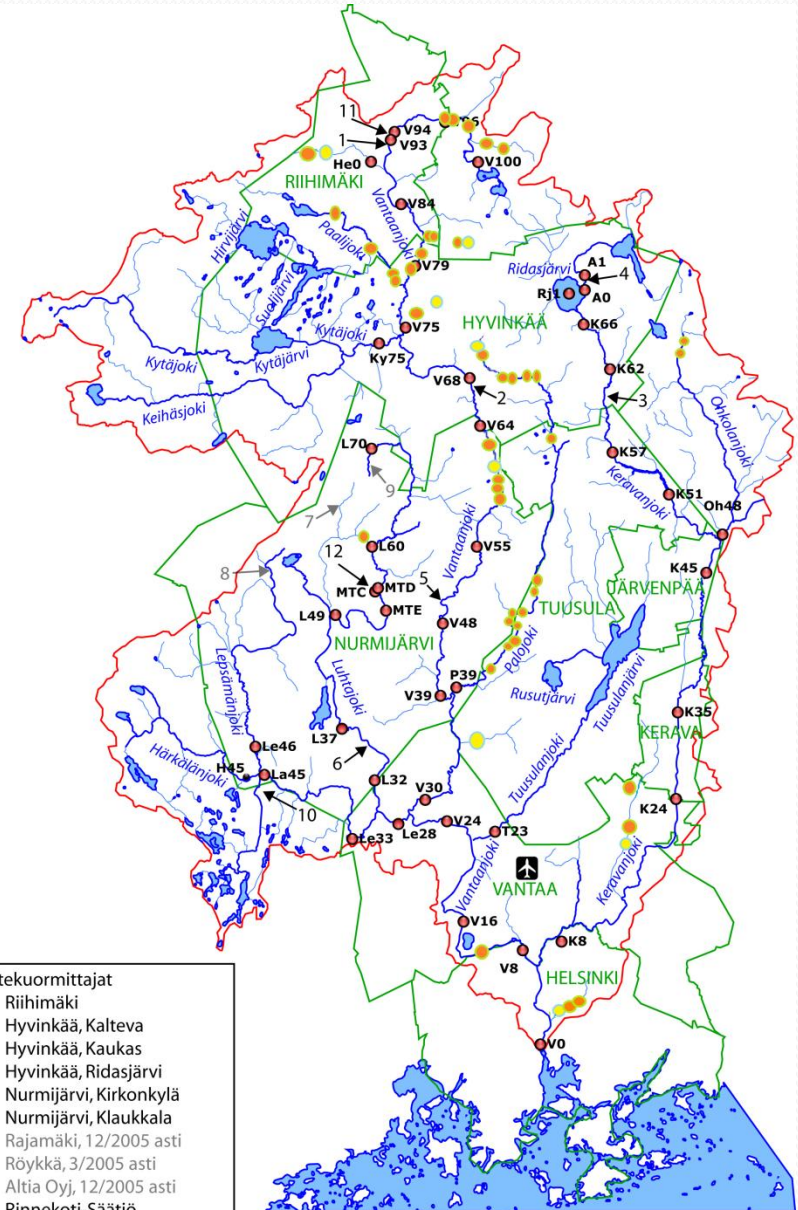 11
V94
V93
1
V100
He0
RIIHIMÄKI
V84
Vantaanjoki
Paalijoki
Hirvijärvi
Suolijärvi
V79
Ridasjärvi
A1
4
Rj1
A0
HYVINKÄÄ
V75
K66
Kytäjoki
Ky75
Kytäjoki
Kytäjärvi
K62
V68
2
3
Keihäsjoki
Ohkolanjoki
V64
L70
K57
9
Keravanjoki
K51
Oh48
7
L60
V55
Vantaanjoki
12
8
MTD
MTC
5
K45
JÄRVENPÄÄ
MTE
TUUSULA
L49
V48
NURMIJÄRVI
Palojoki
Lepsämänjoki
Luhtajoki
P39
V39
Rusutjärvi
Tuusulanjärvi
K35
KERAVA
L37
Le46
Härkälänjoki
6
H45
La45
L32
Tuusulanjoki
10
V30
K24
Le28
V24
T23
Le33
Keravanjoki
Vantaanjoki
VANTAA
V16
K8
V8
HELSINKI
V0
tekuormittajat
Riihimäki
Hyvinkää, Kalteva
Hyvinkää, Kaukas
Hyvinkää, Ridasjärvi
Nurmijärvi, Kirkonkylä
Nurmijärvi, Klaukkala
Rajamäki, 12/2005 asti
Röykkä, 3/2005 asti
Altia Oyj, 12/2005 asti
Rinnekoti-Säätiö